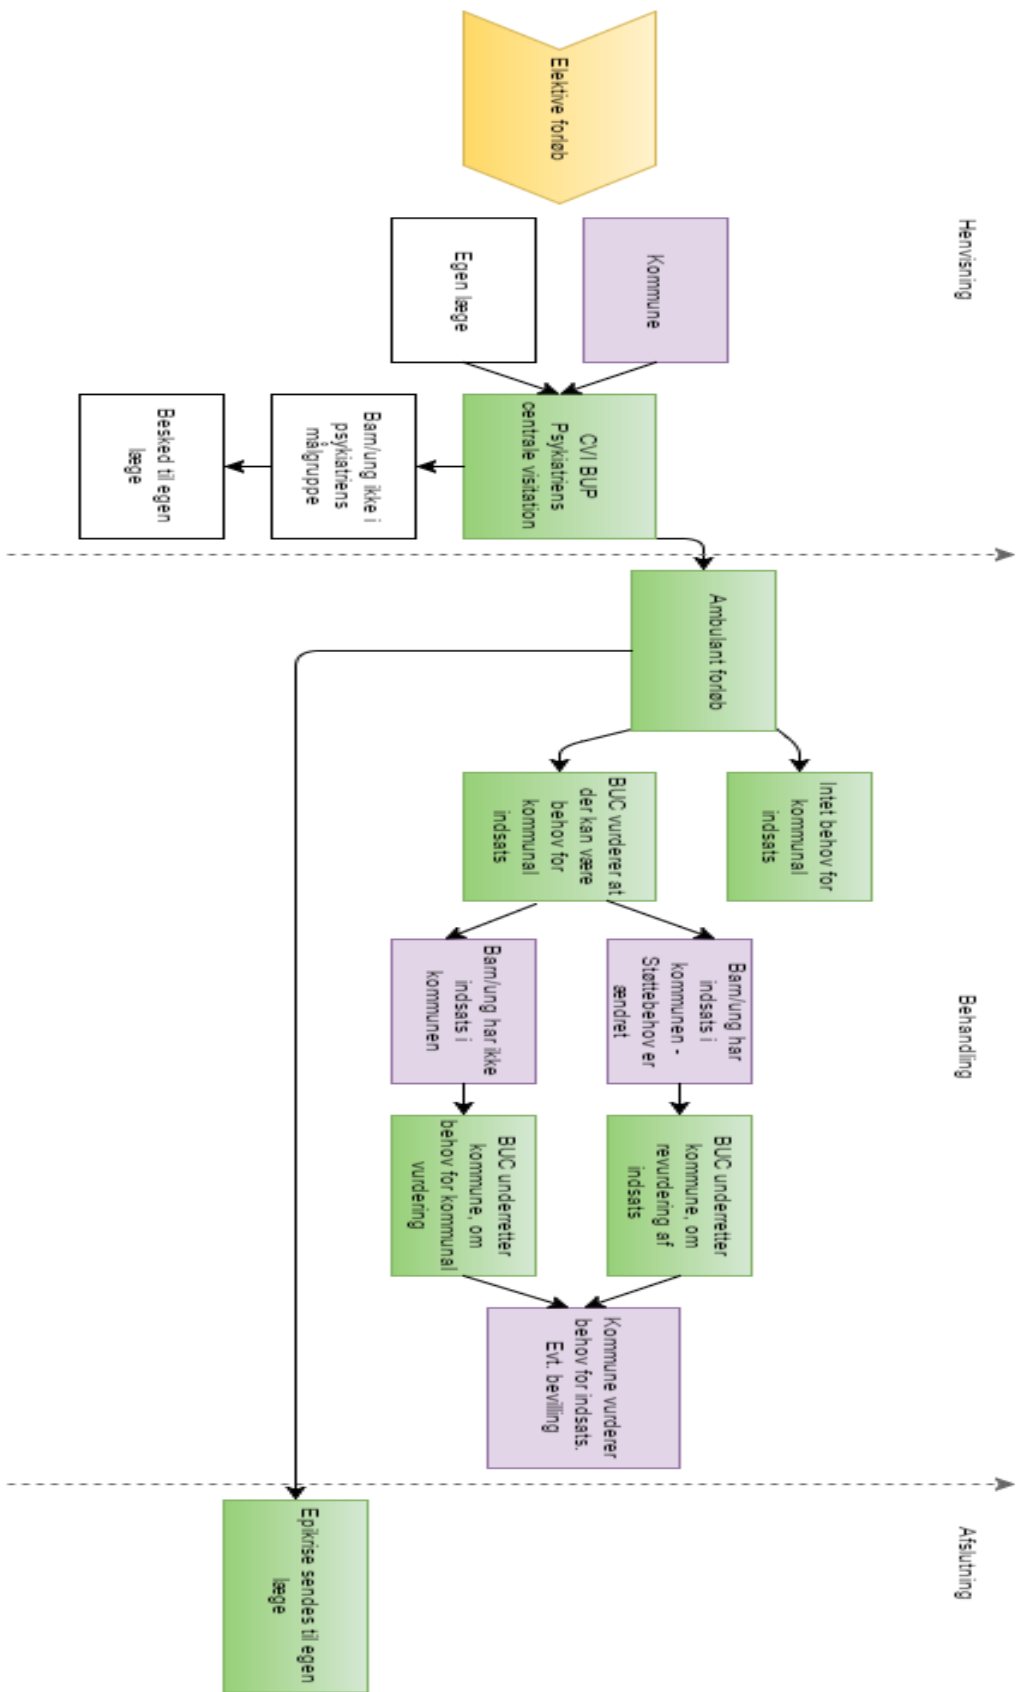 Henvisning
Behandling
Afslutning
Elektive forløb
Kommune
Egen læge
CVI BUP
Psykiatriens
centrale visitation
Barn/ung ikke i
psykiatriens
målgruppe
Besked til egen
læge
Ambulant forløb
Intet behov for
kommunal
indsats
BUC vurderer at
der kan være
behov for
kommunal
indsats
Barn/ung har
indsats i
kommunen -
Støttebehov er
ændret
Barn/ung har ikke
indsats i
kommunen
BUC underretter
kommune, om
revurdering af
indsats
BUC underretter
kommune, om
behov for kommunal
vurdering
Kommune vurderer
behov for indsats.
Evt. bevilling
Epikrise sendes til egen
læge